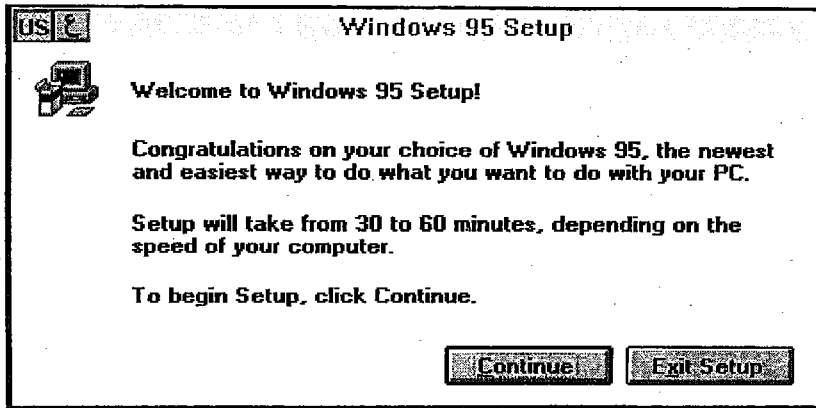 US ع Windows 95 Setup
Welcome to Windows 95 Setup!
Congratulations on your choice of Windows 95, the newest
and easiest way to do what you want to do with your PC.
Setup will take from 30 to 60 minutes, depending on the
speed of your computer.
To begin Setup, click Continue.
Continue Exit Setup